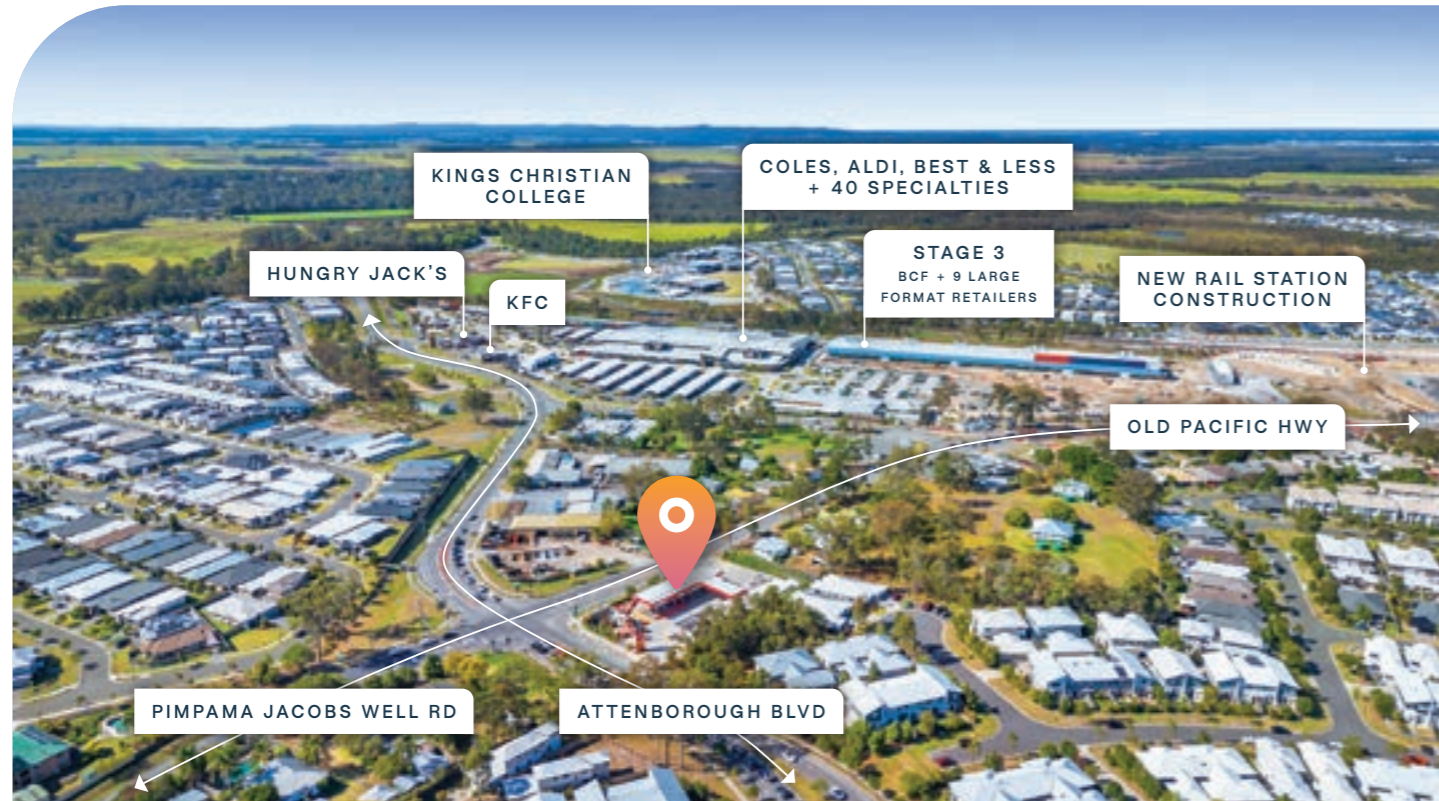 KINGS CHRISTIAN
COLLEGE
COLES, ALDI, BEST & LESS
+ 40 SPECIALTIES
HUNGRY JACK'S
KFC
STAGE 3
BCF + 9 LARGE
FORMAT RETAILERS
NEW RAIL STATION
CONSTRUCTION
OLD PACIFIC HWY
PIMPAMA JACOBS WELL RD
ATTENBOROUGH BLVD